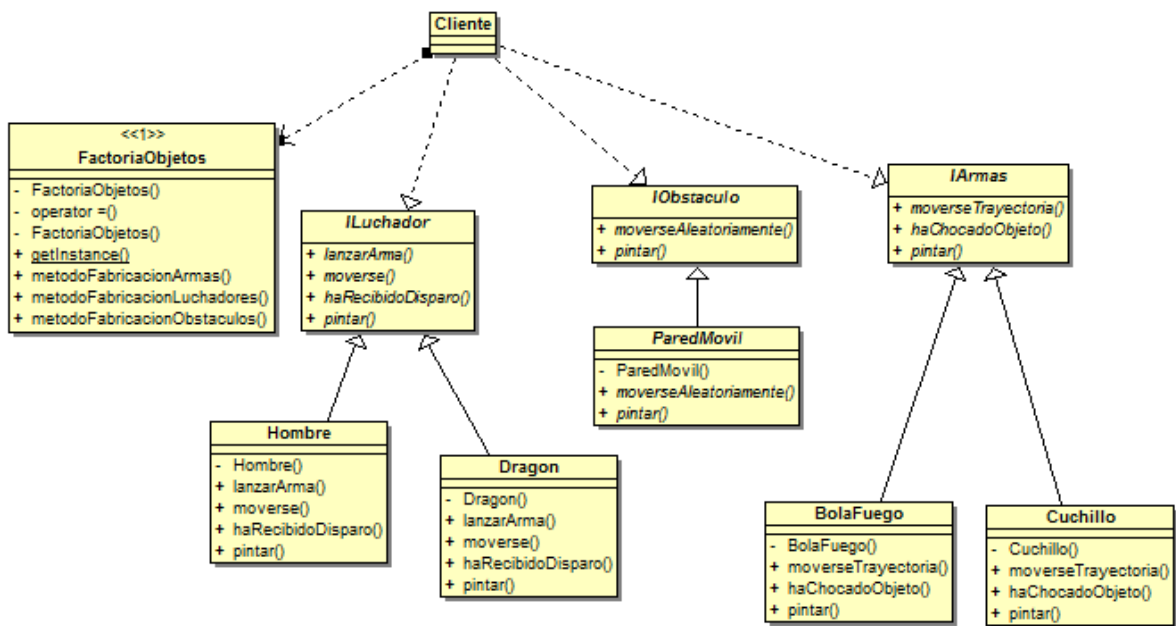 Cliente
<<1>>
FactoriaObjetos
- FactoriaObjetos()
- operator =()
- FactoriaObjetos()
+ getInstance()
+ metodoFabricacionArmas()
+ metodoFabricacionLuchadores()
+ metodoFabricacionObstaculos()
ILuchador
+ lanzarArma()
+ moverse()
+ haRecibidoDisparo()
+ pintar()
IObstaculo
+ moverseAleatoriamente()
+ pintar()
IArmas
+ moverseTrayectoria()
+ haChocadoObjeto()
+ pintar()
ParedMovil
- ParedMovil()
+ moverseAleatoriamente()
+ pintar()
Hombre
- Hombre()
+ lanzarArma()
+ moverse()
+ haRecibidoDisparo()
+ pintar()
Dragon
- Dragon()
+ lanzarArma()
+ moverse()
+ haRecibidoDisparo()
+ pintar()
BolaFuego
- BolaFuego()
+ moverseTrayectoria()
+ haChocadoObjeto()
+ pintar()
Cuchillo
- Cuchillo()
+ moverseTrayectoria()
+ haChocadoObjeto()
+ pintar()